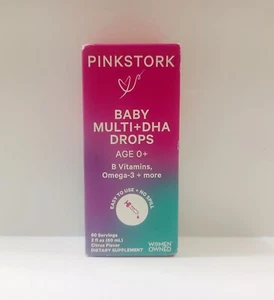 PINKSTORK
BABY
MULTI+DHA
DROPS
AGE 0+
B Vitamins,
Omega-3 + more
EASY TO USE + NO SPILL
60 Servings
2 fl oz (60 mL)
Citrus Flavor
DIETARY SUPPLEMENT
WOMEN
OWNED